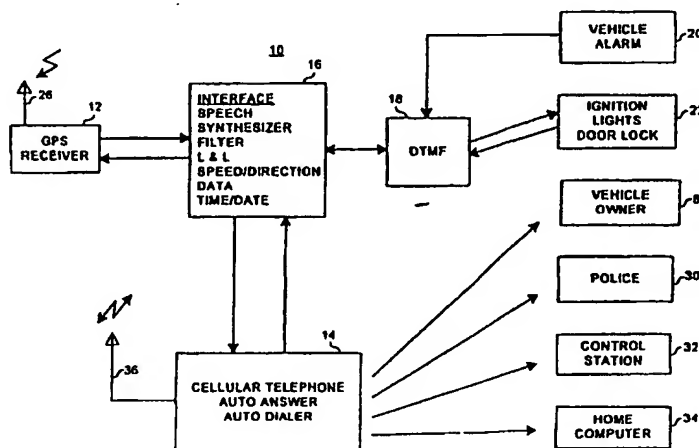 10
26
12
GPS
RECEIVER
16
INTERFACE
SPEECH
SYNTHESIZER
FILTER
L & L
SPEED/DIRECTION
DATA
TIME/DATE
18
DTMF
VEHICLE
ALARM
20
IGNITION
LIGHTS
DOOR LOCK
VEHICLE
OWNER
8
POLICE
30
CONTROL
STATION
32
HOME
COMPUTER
34
36
14
CELLULAR TELEPHONE
AUTO ANSWER
AUTO DIALER